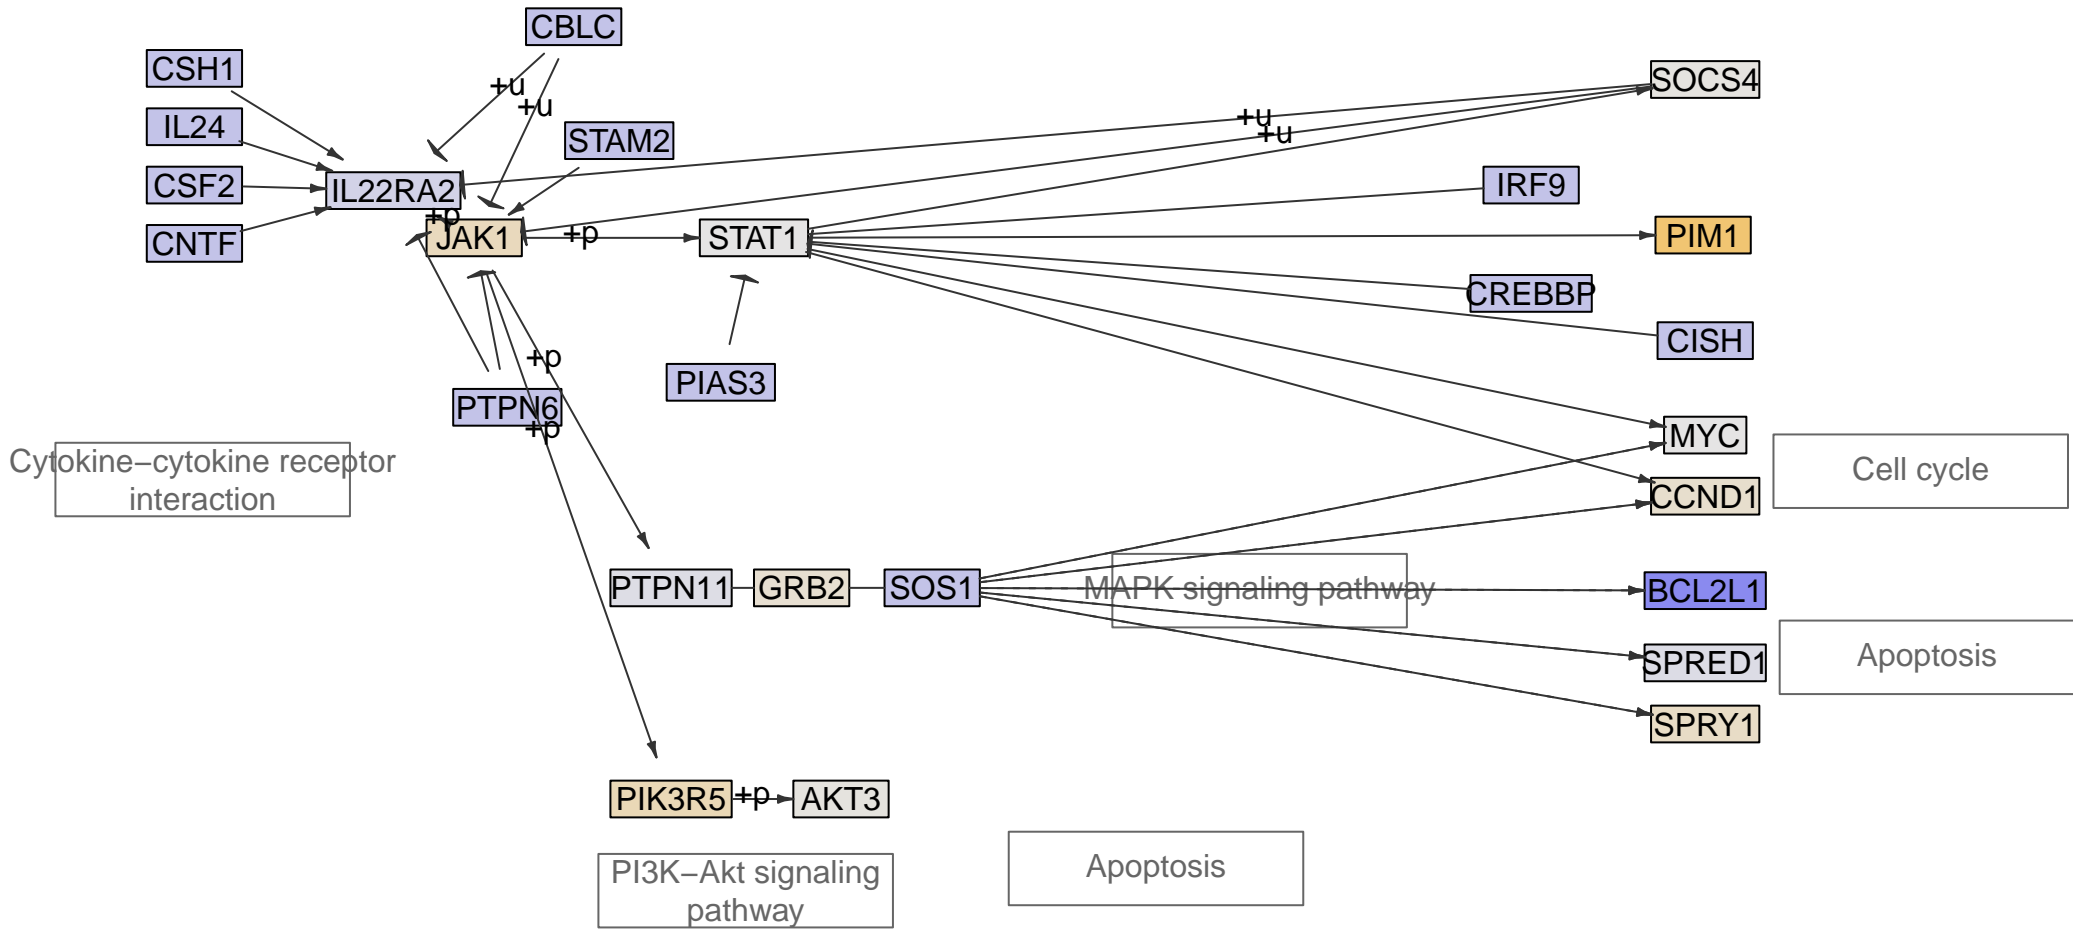 CBLC
CSH1
SOCS4
+u
+u
+u
+u
IL24
STAM2
CSF2
IL22RA2
IRF9
+p
CNTF
JAK1
+p
STAT1
PIM1
CREBBP
CISH
+p
PIAS3
PTPN6
+p
MYC
Cytokine–cytokine receptor
interaction
Cell cycle
CCND1
PTPN11
GRB2
SOS1
MAPK signaling pathway
BCL2L1
SPRED1
Apoptosis
SPRY1
PIK3R5
+p
AKT3
PI3K–Akt signaling
pathway
Apoptosis